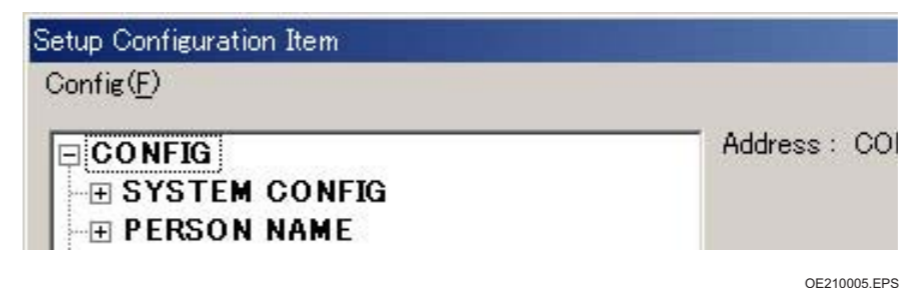 Setup Configuration Item
Config(F)
CONFIG
Address : CO
SYSTEM CONFIG
PERSON NAME
OE210005.EPS